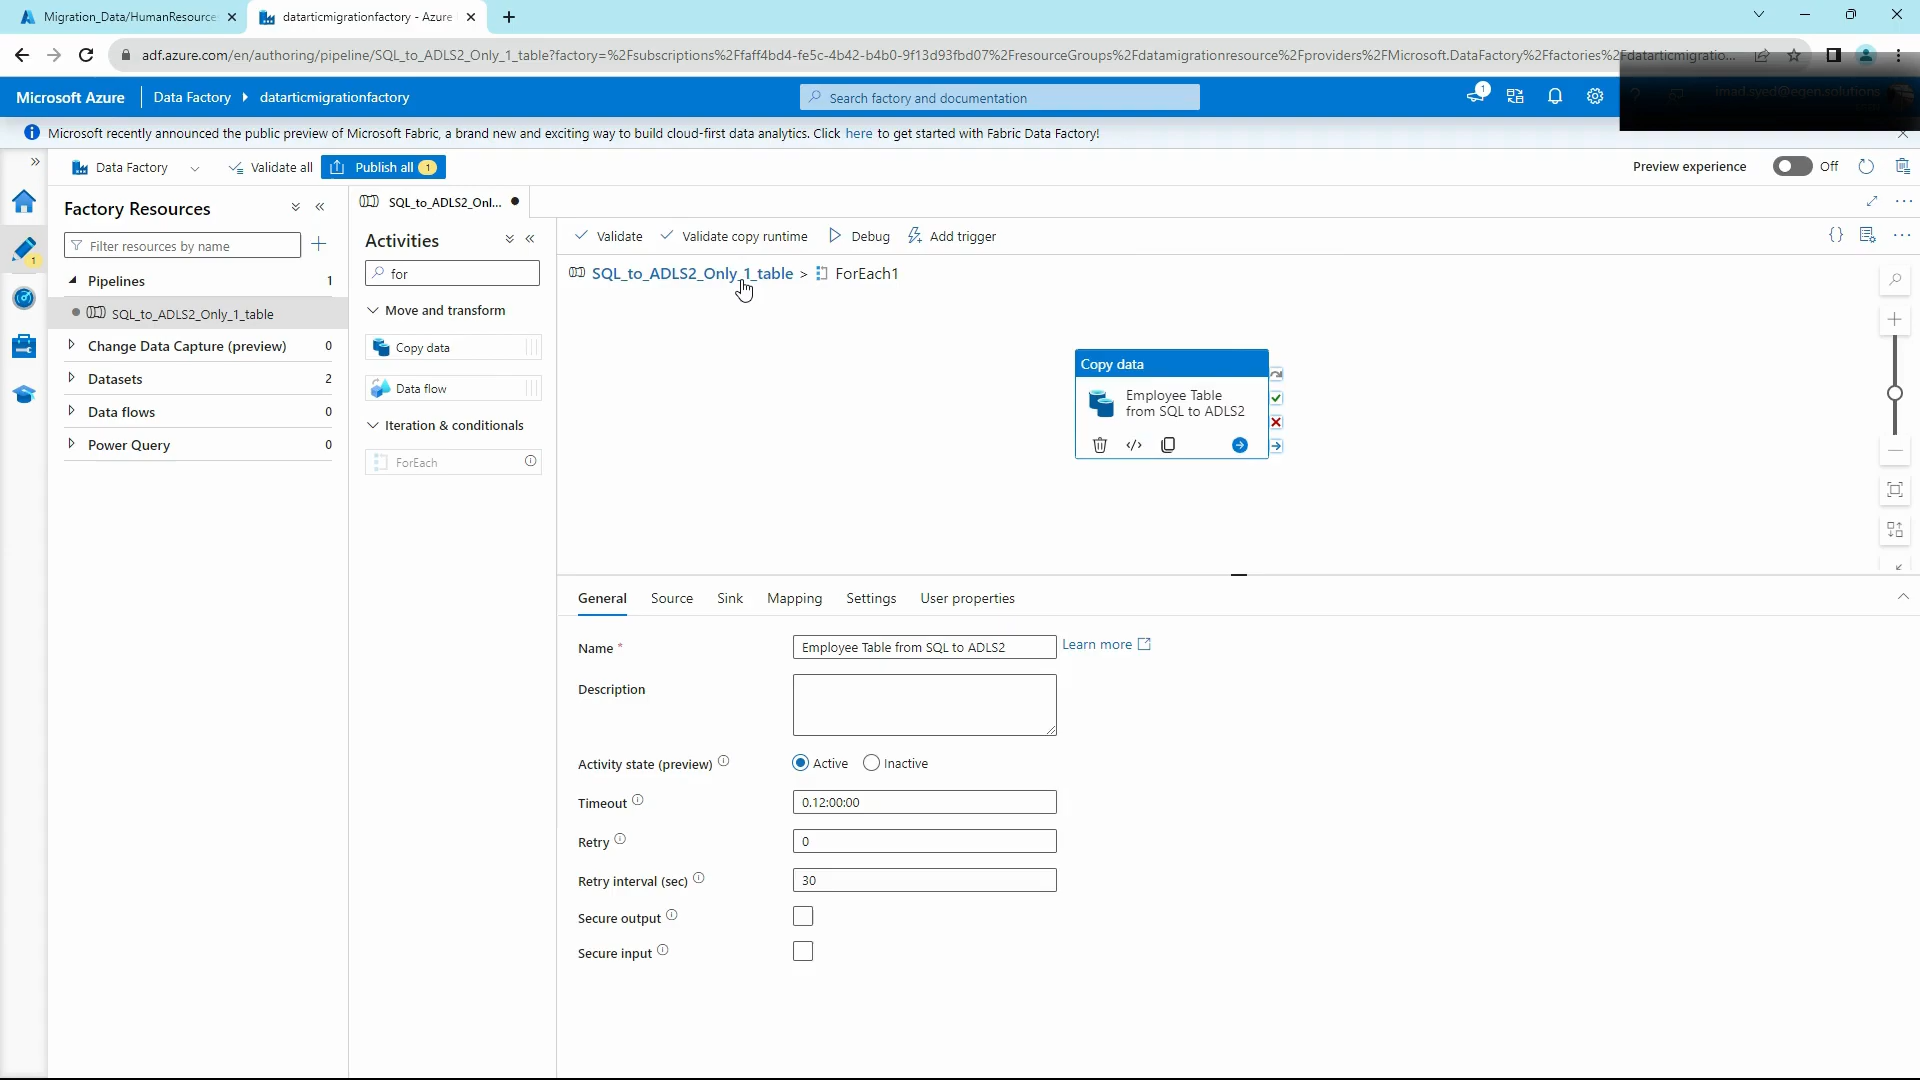 Migration_Data/HumanResource
datarticmigrationfactory - Azure
adf.azure.com/en/authoring/pipeline/SQL_to_ADLS2_Only_1_table?factory=%2Fsubscriptions%2Ffaff4bd4-fe5c-4b42-b4b0-9f13d93fbd07%2FresourceGroups%2Fdatamigrationresource%2Fproviders%2FMicrosoft.DataFactory%2Ffactories%2Fdatarticmigratio...
Microsoft Azure
Data Factory
datarticmigrationfactory
Search factory and documentation
1
imad.syed@egen.solutions
Microsoft recently announced the public preview of Microsoft Fabric, a brand new and exciting way to build cloud-first data analytics. Click here to get started with Fabric Data Factory!
Data Factory
Validate all
Publish all 1
Preview experience
Off
Factory Resources
SQL_to_ADLS2_Onl...
Filter resources by name
1
Activities
for
Validate
Validate copy runtime
Debug
Add trigger
SQL_to_ADLS2_Only_1_table > ForEach1
Pipelines 1
SQL_to_ADLS2_Only_1_table
Change Data Capture (preview) 0
Datasets 2
Data flows 0
Power Query 0
Move and transform
Copy data
Data flow
Iteration & conditionals
ForEach
Copy data
Employee Table
from SQL to ADLS2
General
Source
Sink
Mapping
Settings
User properties
Name *
Employee Table from SQL to ADLS2
Learn more
Description
Activity state (preview)
Active
Inactive
Timeout
0.12:00:00
Retry
0
Retry interval (sec)
30
Secure output
Secure input